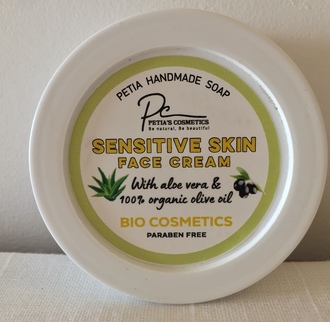 PETIA HANDMADE SOAP
Pc
PETIA'S COSMETICS
Be natural, Be beautiful
SENSITIVE SKIN
FACE CREAM
With aloe vera &
100% organic olive oil
BIO COSMETICS
PARABEN FREE